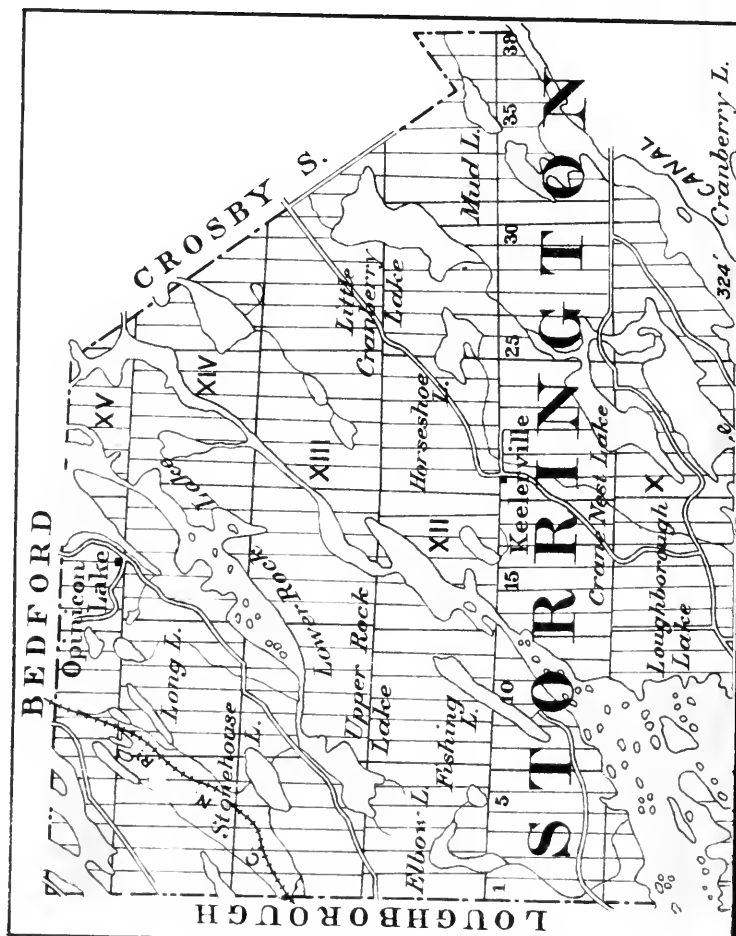 BEDFORD
CROSBY S.
LOUGHBOROUGH
STORRINGTON
Opinicon
Lake
Long L.
Stonehouse
L.
C. N. R.
Lower Rock Lake
Upper Rock
Lake
Elbow L.
Fishing
L.
Little
Cranberry
Lake
Horseshoe
L.
Mud L.
Keelerville
Crane Nest Lake
Loughborough
Lake
CANAL
Cranberry L.
324'
XV
XIV
XIII
XII
X
1
5
10
15
25
30
35
38